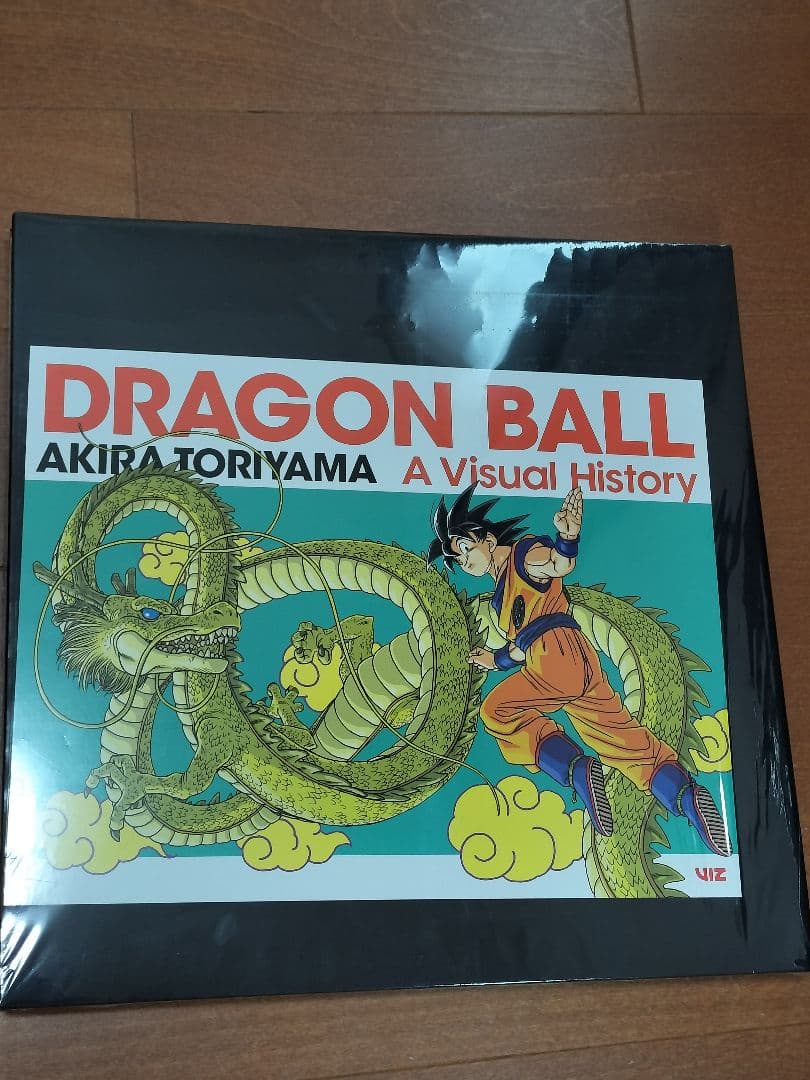 DRAGON BALL
AKIRA TORIYAMA A Visual History
VIZ